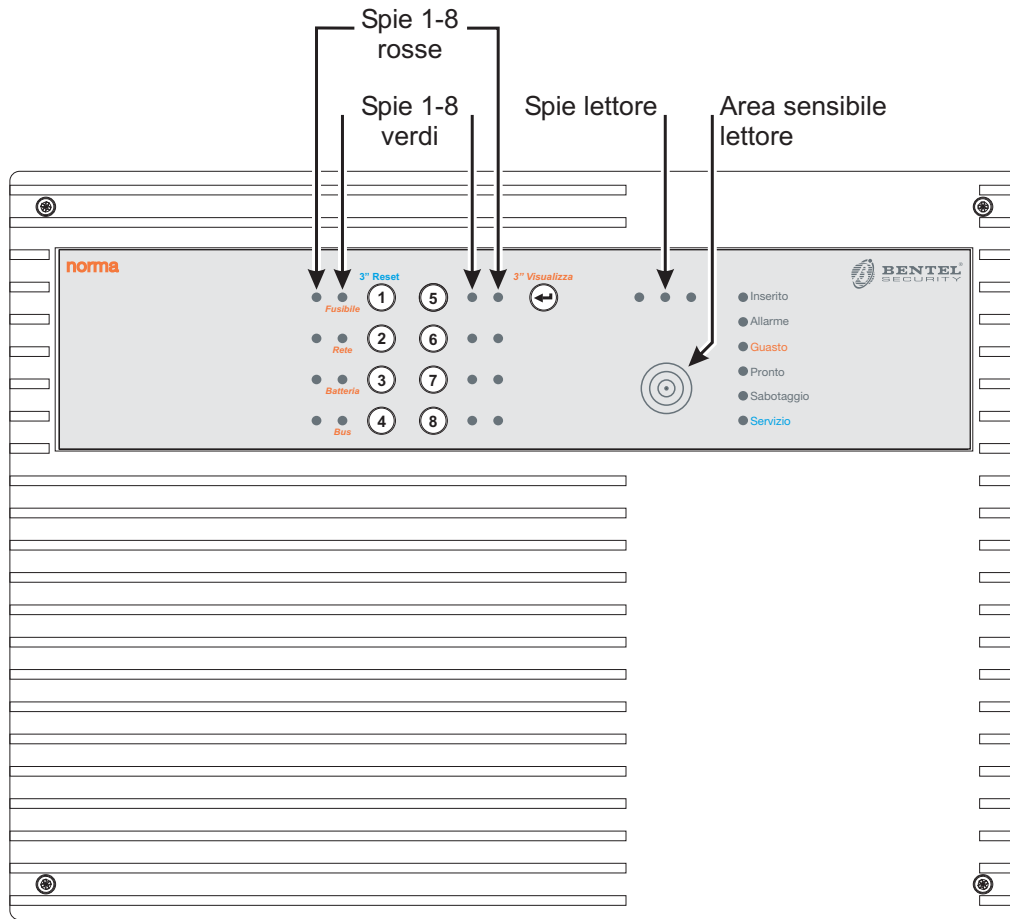 Spie 1-8
rosse
Spie 1-8
verdi
Spie lettore
Area sensibile
lettore
norma
3" Reset
3" Visualizza
BENTEL®
SECURITY
Fusibile
1
5
Inserito
Allarme
Rete
2
6
Guasto
Pronto
Batteria
3
7
Sabotaggio
Bus
4
8
Servizio